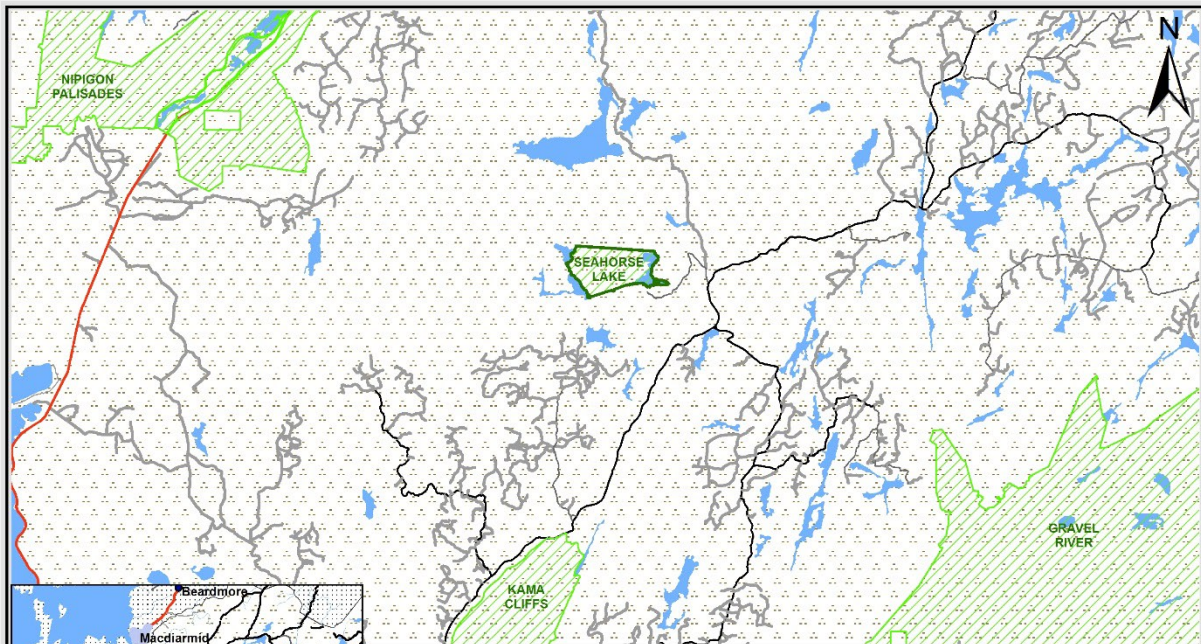 N
NIPIGON
PALISADES
SEAHORSE
LAKE
GRAVEL
RIVER
KAMA
CLIFFS
Beardmore
Macdiarmid